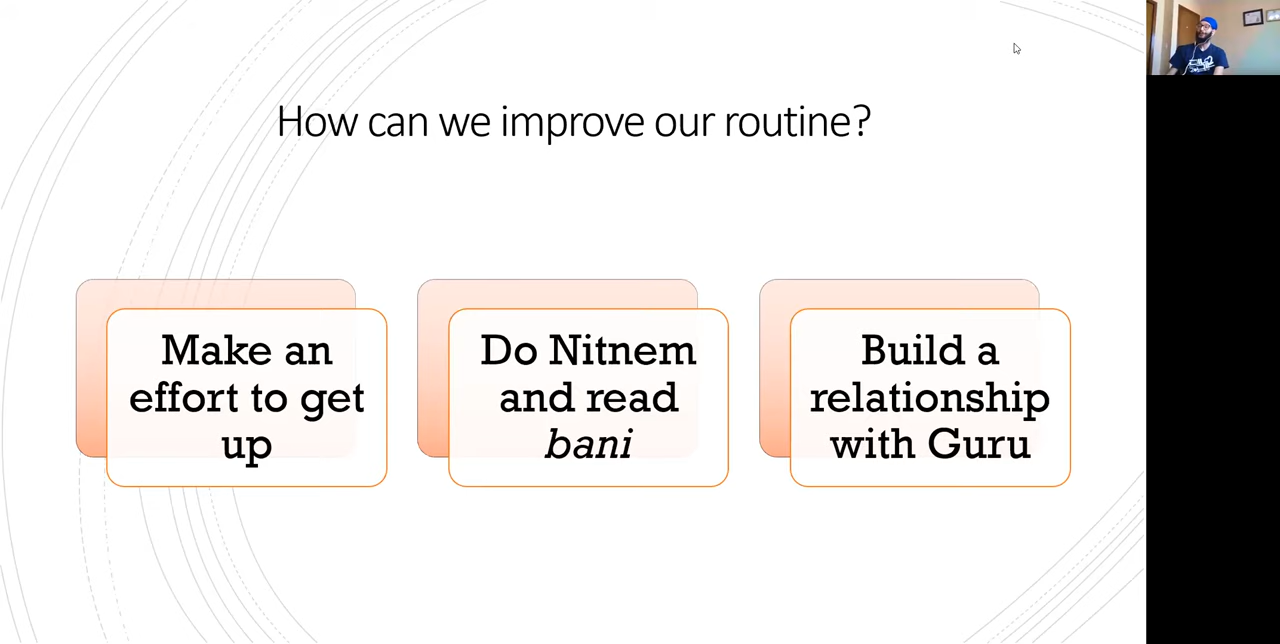 How can we improve our routine?
Make an
effort to get
up
Do Nitnem
and read
bani
Build a
relationship
with Guru